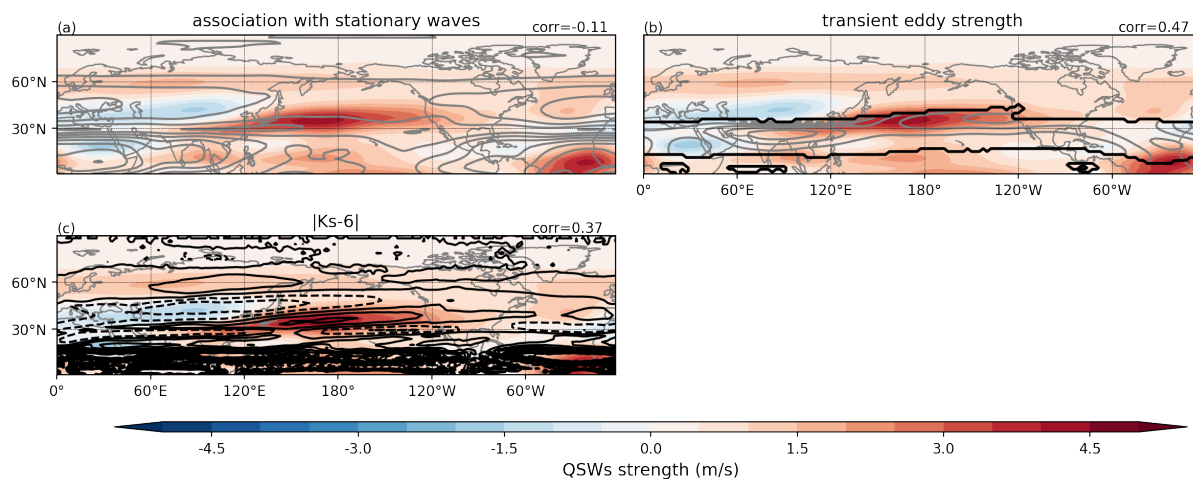 association with stationary waves
(a)
corr=-0.11
60°N
30°N
transient eddy strength
(b)
corr=0.47
0°
60°E
120°E
180°
120°W
60°W
|Ks-6|
(c)
corr=0.37
60°N
30°N
0°
60°E
120°E
180°
120°W
60°W
-4.5
-3.0
-1.5
0.0
1.5
3.0
4.5
QSWs strength (m/s)